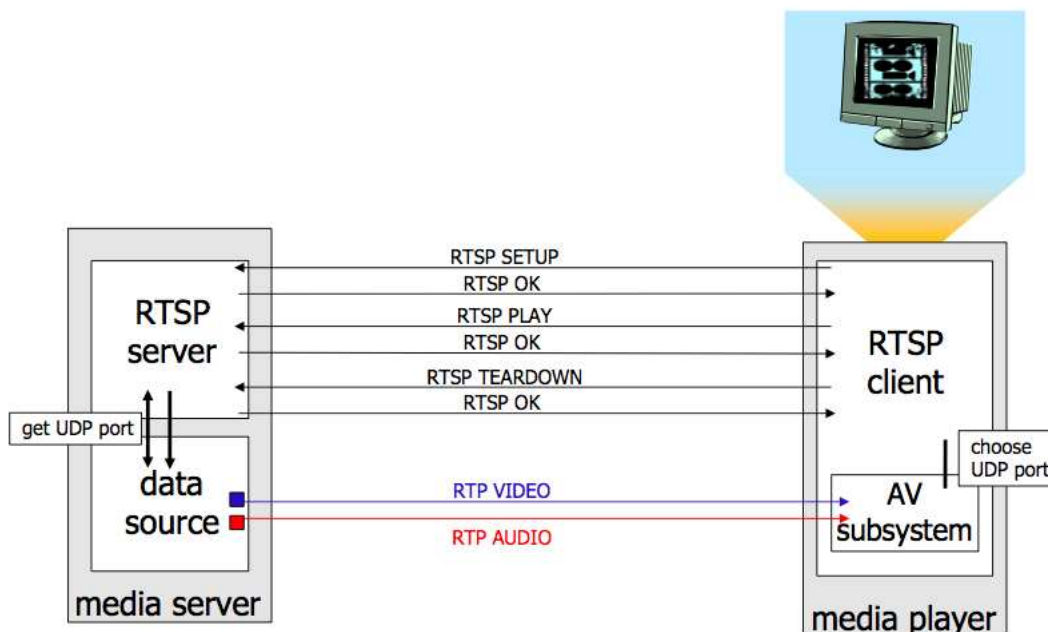 RTSP SETUP
RTSP OK
RTSP PLAY
RTSP OK
RTSP TEARDOWN
RTSP OK
RTSP
server
get UDP port
data
source
media server
RTP VIDEO
RTP AUDIO
RTSP
client
choose
UDP port
AV
subsystem
media player